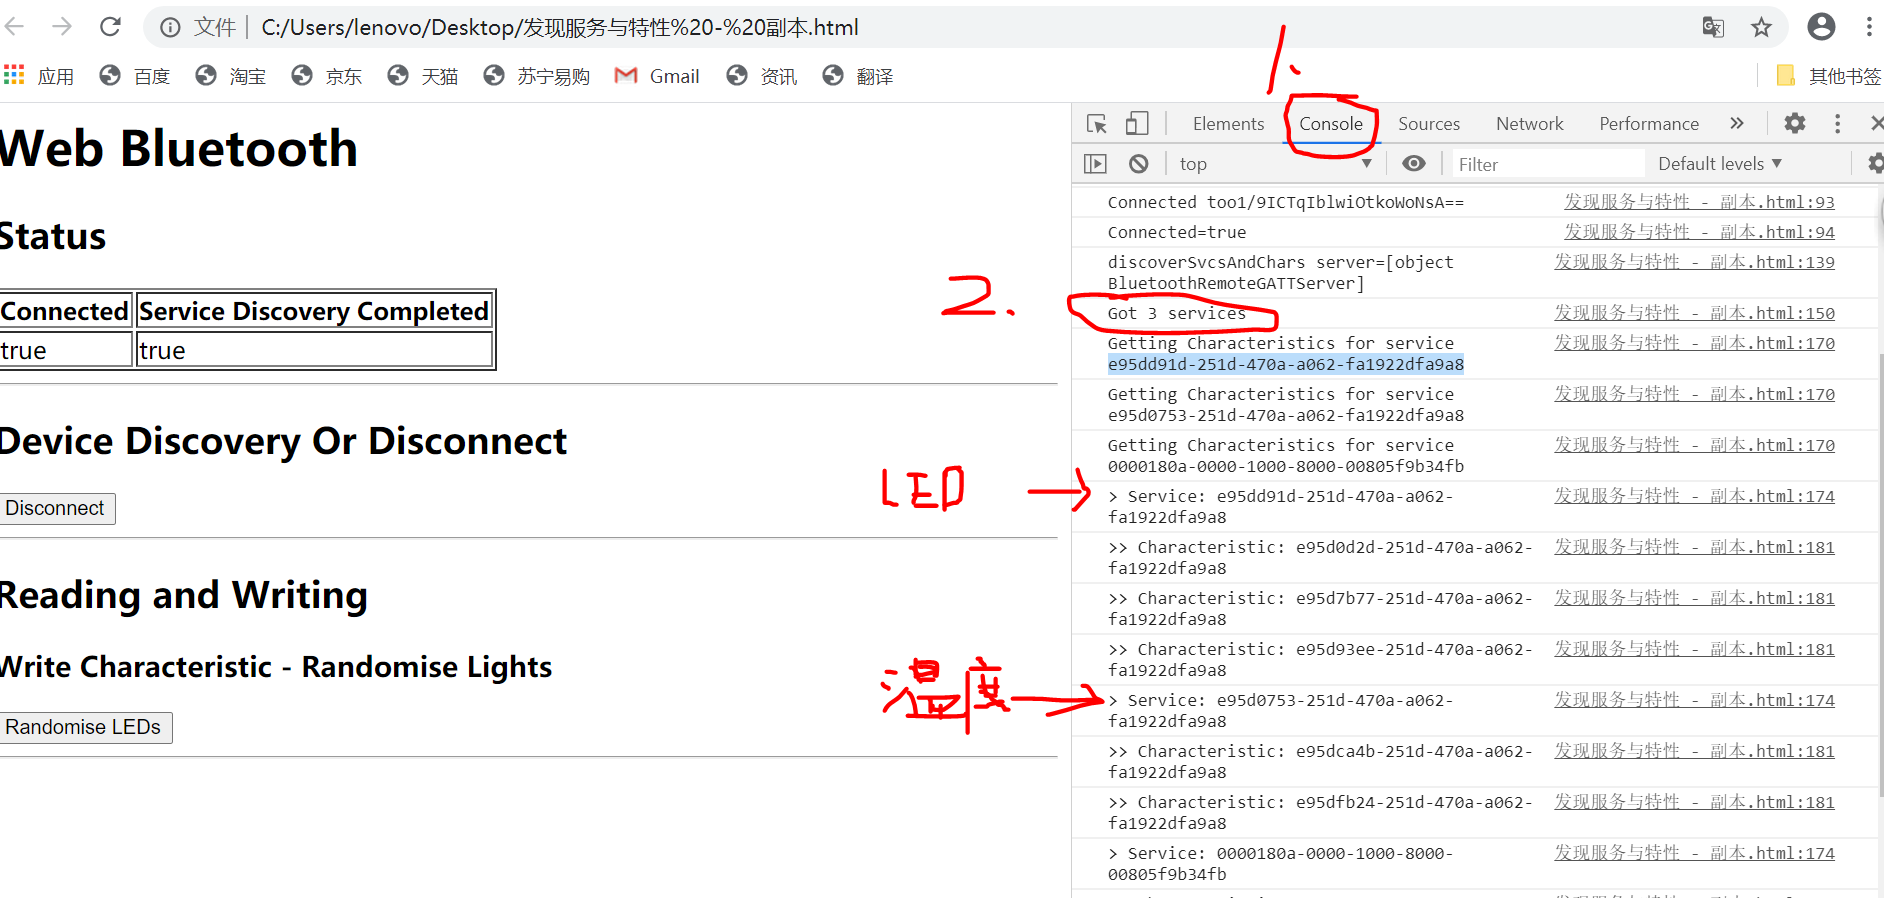 文件 C:/Users/lenovo/Desktop/发现服务与特性%20-%20副本.html
应用 百度 淘宝 京东 天猫 苏宁易购 Gmail 资讯 翻译 其他书签
1.
Elements Console Sources Network Performance »
top Filter Default levels
Web Bluetooth
Status
Connected Service Discovery Completed
true true
Device Discovery Or Disconnect
Disconnect
Reading and Writing
Write Characteristic - Randomise Lights
Randomise LEDs
2.
LED
温度
Connected too1/9ICTqIblwiOtkoWoNsA== 发现服务与特性 - 副本.html:93
Connected=true 发现服务与特性 - 副本.html:94
discoverSvcsAndChars server=[object 发现服务与特性 - 副本.html:139
BluetoothRemoteGATTServer]
Got 3 services 发现服务与特性 - 副本.html:150
Getting Characteristics for service 发现服务与特性 - 副本.html:170
e95dd91d-251d-470a-a062-fa1922dfa9a8
Getting Characteristics for service 发现服务与特性 - 副本.html:170
e95d0753-251d-470a-a062-fa1922dfa9a8
Getting Characteristics for service 发现服务与特性 - 副本.html:170
0000180a-0000-1000-8000-00805f9b34fb
> Service: e95dd91d-251d-470a-a062- 发现服务与特性 - 副本.html:174
fa1922dfa9a8
>> Characteristic: e95d0d2d-251d-470a-a062- 发现服务与特性 - 副本.html:181
fa1922dfa9a8
>> Characteristic: e95d7b77-251d-470a-a062- 发现服务与特性 - 副本.html:181
fa1922dfa9a8
>> Characteristic: e95d93ee-251d-470a-a062- 发现服务与特性 - 副本.html:181
fa1922dfa9a8
> Service: e95d0753-251d-470a-a062- 发现服务与特性 - 副本.html:174
fa1922dfa9a8
>> Characteristic: e95dca4b-251d-470a-a062- 发现服务与特性 - 副本.html:181
fa1922dfa9a8
>> Characteristic: e95dfb24-251d-470a-a062- 发现服务与特性 - 副本.html:181
fa1922dfa9a8
> Service: 0000180a-0000-1000-8000- 发现服务与特性 - 副本.html:174
00805f9b34fb